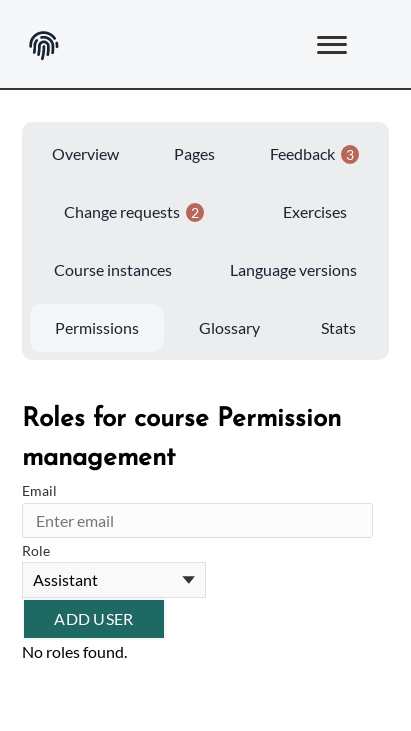 Overview Pages Feedback 3
Change requests 2 Exercises
Course instances Language versions
Permissions Glossary Stats
Roles for course Permission
management
Email
Enter email
Role
Assistant
ADD USER
No roles found.